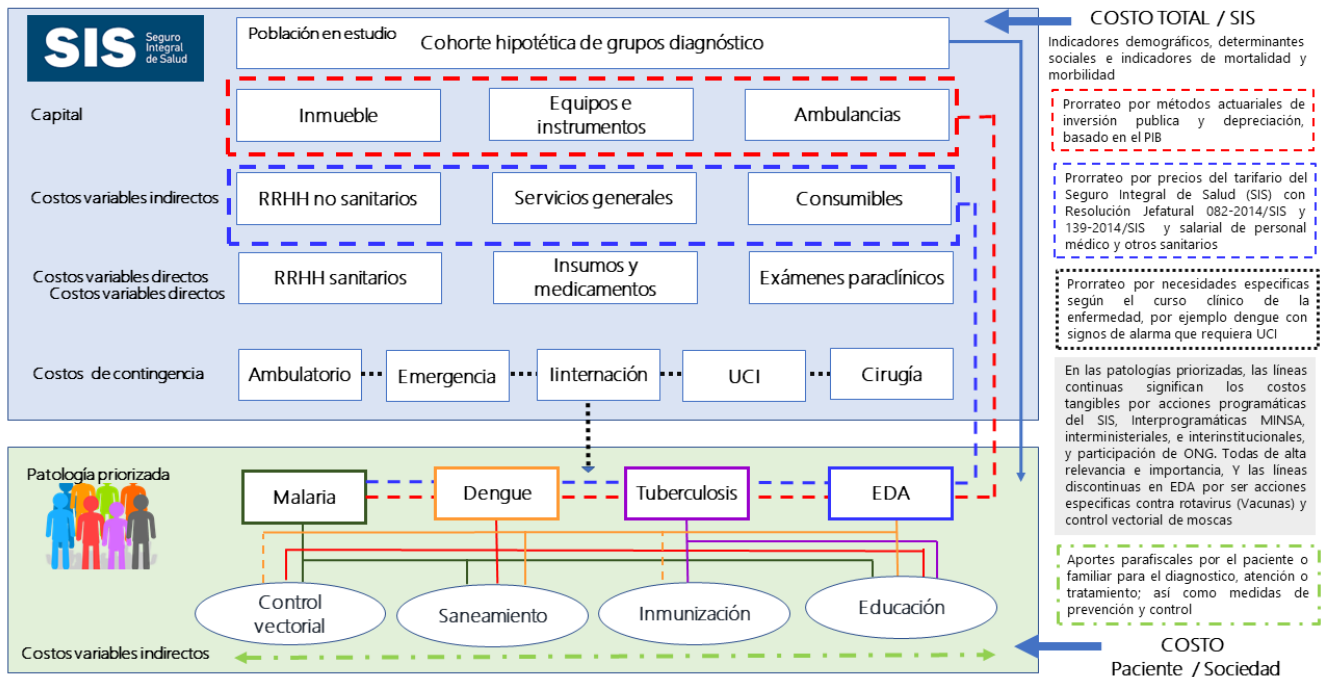 SIS Seguro
Integral
de Salud
Población en estudio
Cohorte hipotética de grupos diagnóstico
Capital
Inmueble
Equipos e
instrumentos
Ambulancias
Costos variables indirectos
RRHH no sanitarios
Servicios generales
Consumibles
Costos variables directos
Costos variables directos
RRHH sanitarios
Insumos y
medicamentos
Exámenes paraclínicos
Costos de contingencia
Ambulatorio
Emergencia
Iinternación
UCI
Cirugía
Patología priorizada
Malaria
Dengue
Tuberculosis
EDA
Control
vectorial
Saneamiento
Inmunización
Educación
Costos variables indirectos
COSTO TOTAL / SIS
Indicadores demográficos, determinantes
sociales e indicadores de mortalidad y
morbilidad
Prorrateo por métodos actuariales de
inversión publica y depreciación,
basado en el PIB
Prorrateo por precios del tarifario del
Seguro Integral de Salud (SIS) con
Resolución Jefatural 082-2014/SIS y
139-2014/SIS y salarial de personal
médico y otros sanitarios
Prorrateo por necesidades especificas
según el curso clínico de la
enfermedad, por ejemplo dengue con
signos de alarma que requiera UCI
En las patologías priorizadas, las líneas
continuas significan los costos
tangibles por acciones programáticas
del SIS, Interprogramáticas MINSA,
interministeriales, e interinstitucionales,
y participación de ONG. Todas de alta
relevancia e importancia, Y las líneas
discontinuas en EDA por ser acciones
especificas contra rotavirus (Vacunas) y
control vectorial de moscas
Aportes parafiscales por el paciente o
familiar para el diagnostico, atención o
tratamiento; así como medidas de
prevención y control
COSTO
Paciente / Sociedad